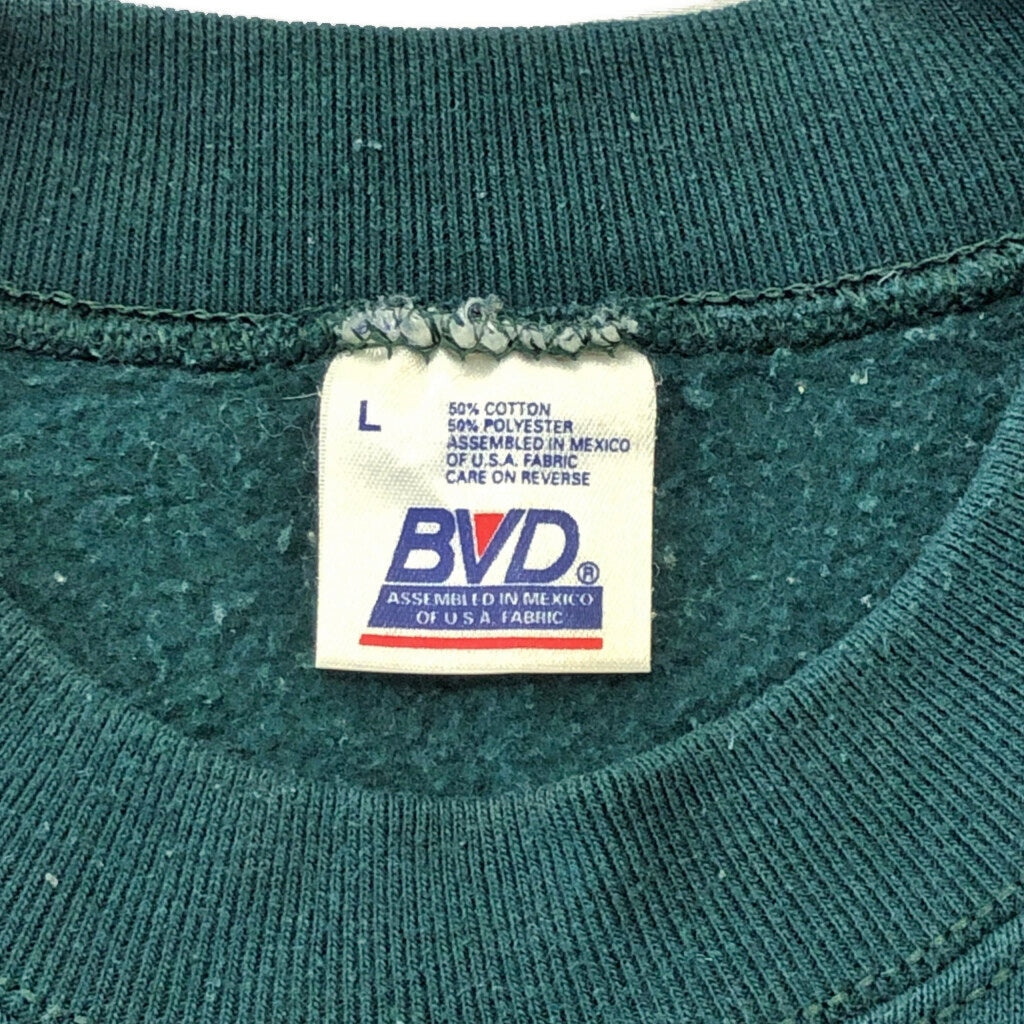 L
50% COTTON
50% POLYESTER
ASSEMBLED IN MEXICO
OF U.S.A. FABRIC
CARE ON REVERSE
BVD®
ASSEMBLED IN MEXICO
OF U S A. FABRIC